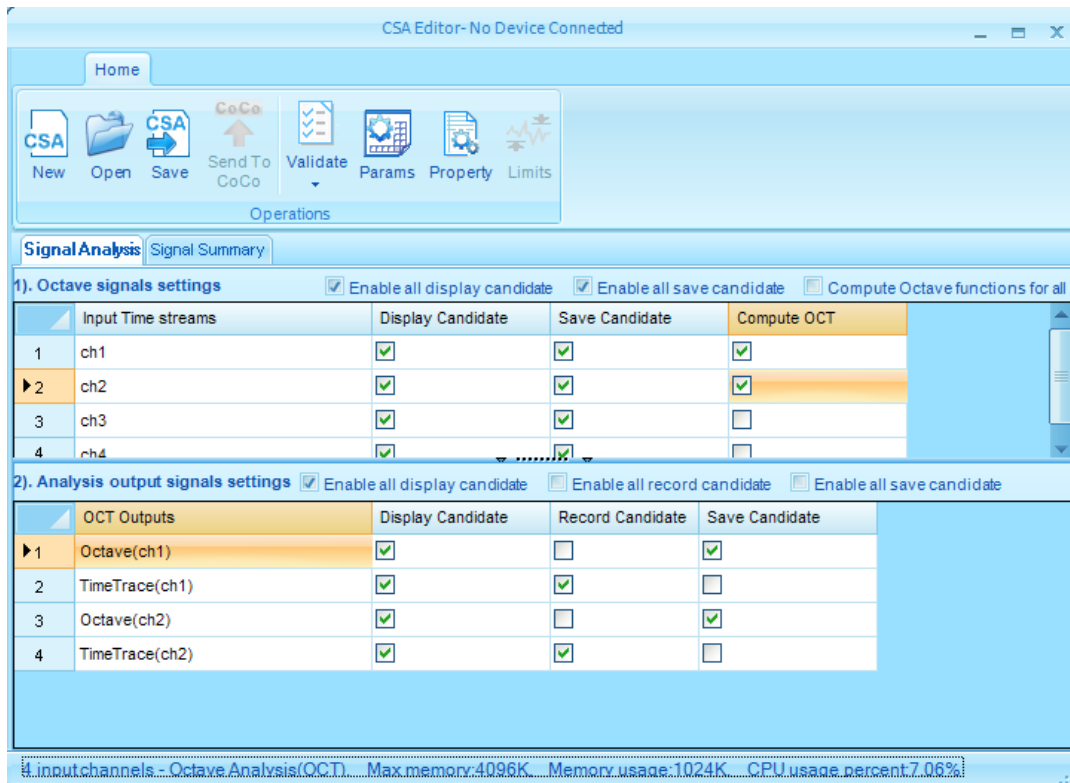 CSA Editor- No Device Connected
Home
CSA CoCo CSA
New Open Save Send To CoCo Validate Params Property Limits
Operations
Signal Analysis Signal Summary
1). Octave signals settings Enable all display candidate Enable all save candidate Compute Octave functions for all
Input Time streams Display Candidate Save Candidate Compute OCT
1 ch1
2 ch2
3 ch3
4 ch4
2). Analysis output signals settings Enable all display candidate Enable all record candidate Enable all save candidate
OCT Outputs Display Candidate Record Candidate Save Candidate
1 Octave(ch1)
2 TimeTrace(ch1)
3 Octave(ch2)
4 TimeTrace(ch2)
4 input channels - Octave Analysis(OCT) Max memory:4096K Memory usage:1024K CPU usage percent:7.06%